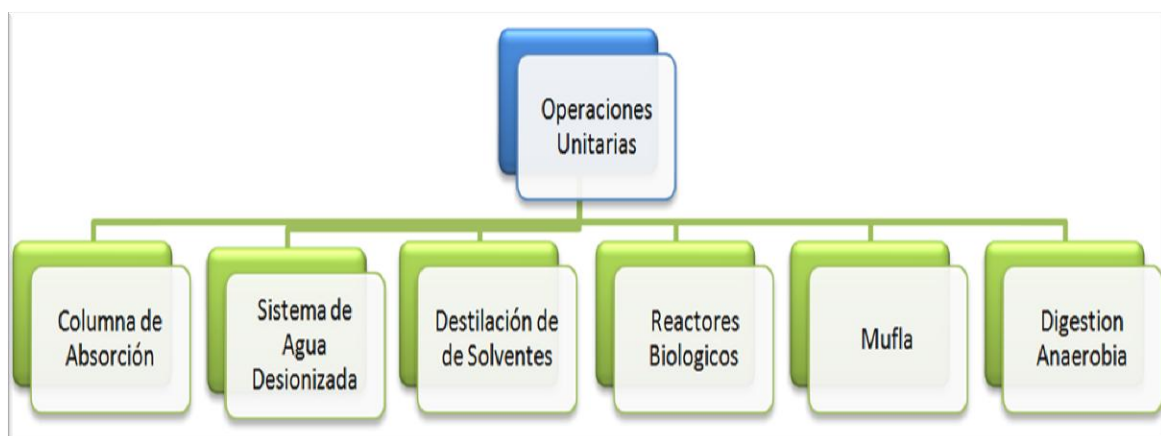 Operaciones
Unitarias
Columna de
Absorción
Sistema de
Agua
Desionizada
Destilación de
de Solventes
Reactores
Biologicos
Mufla
Digestion
Anaerobia